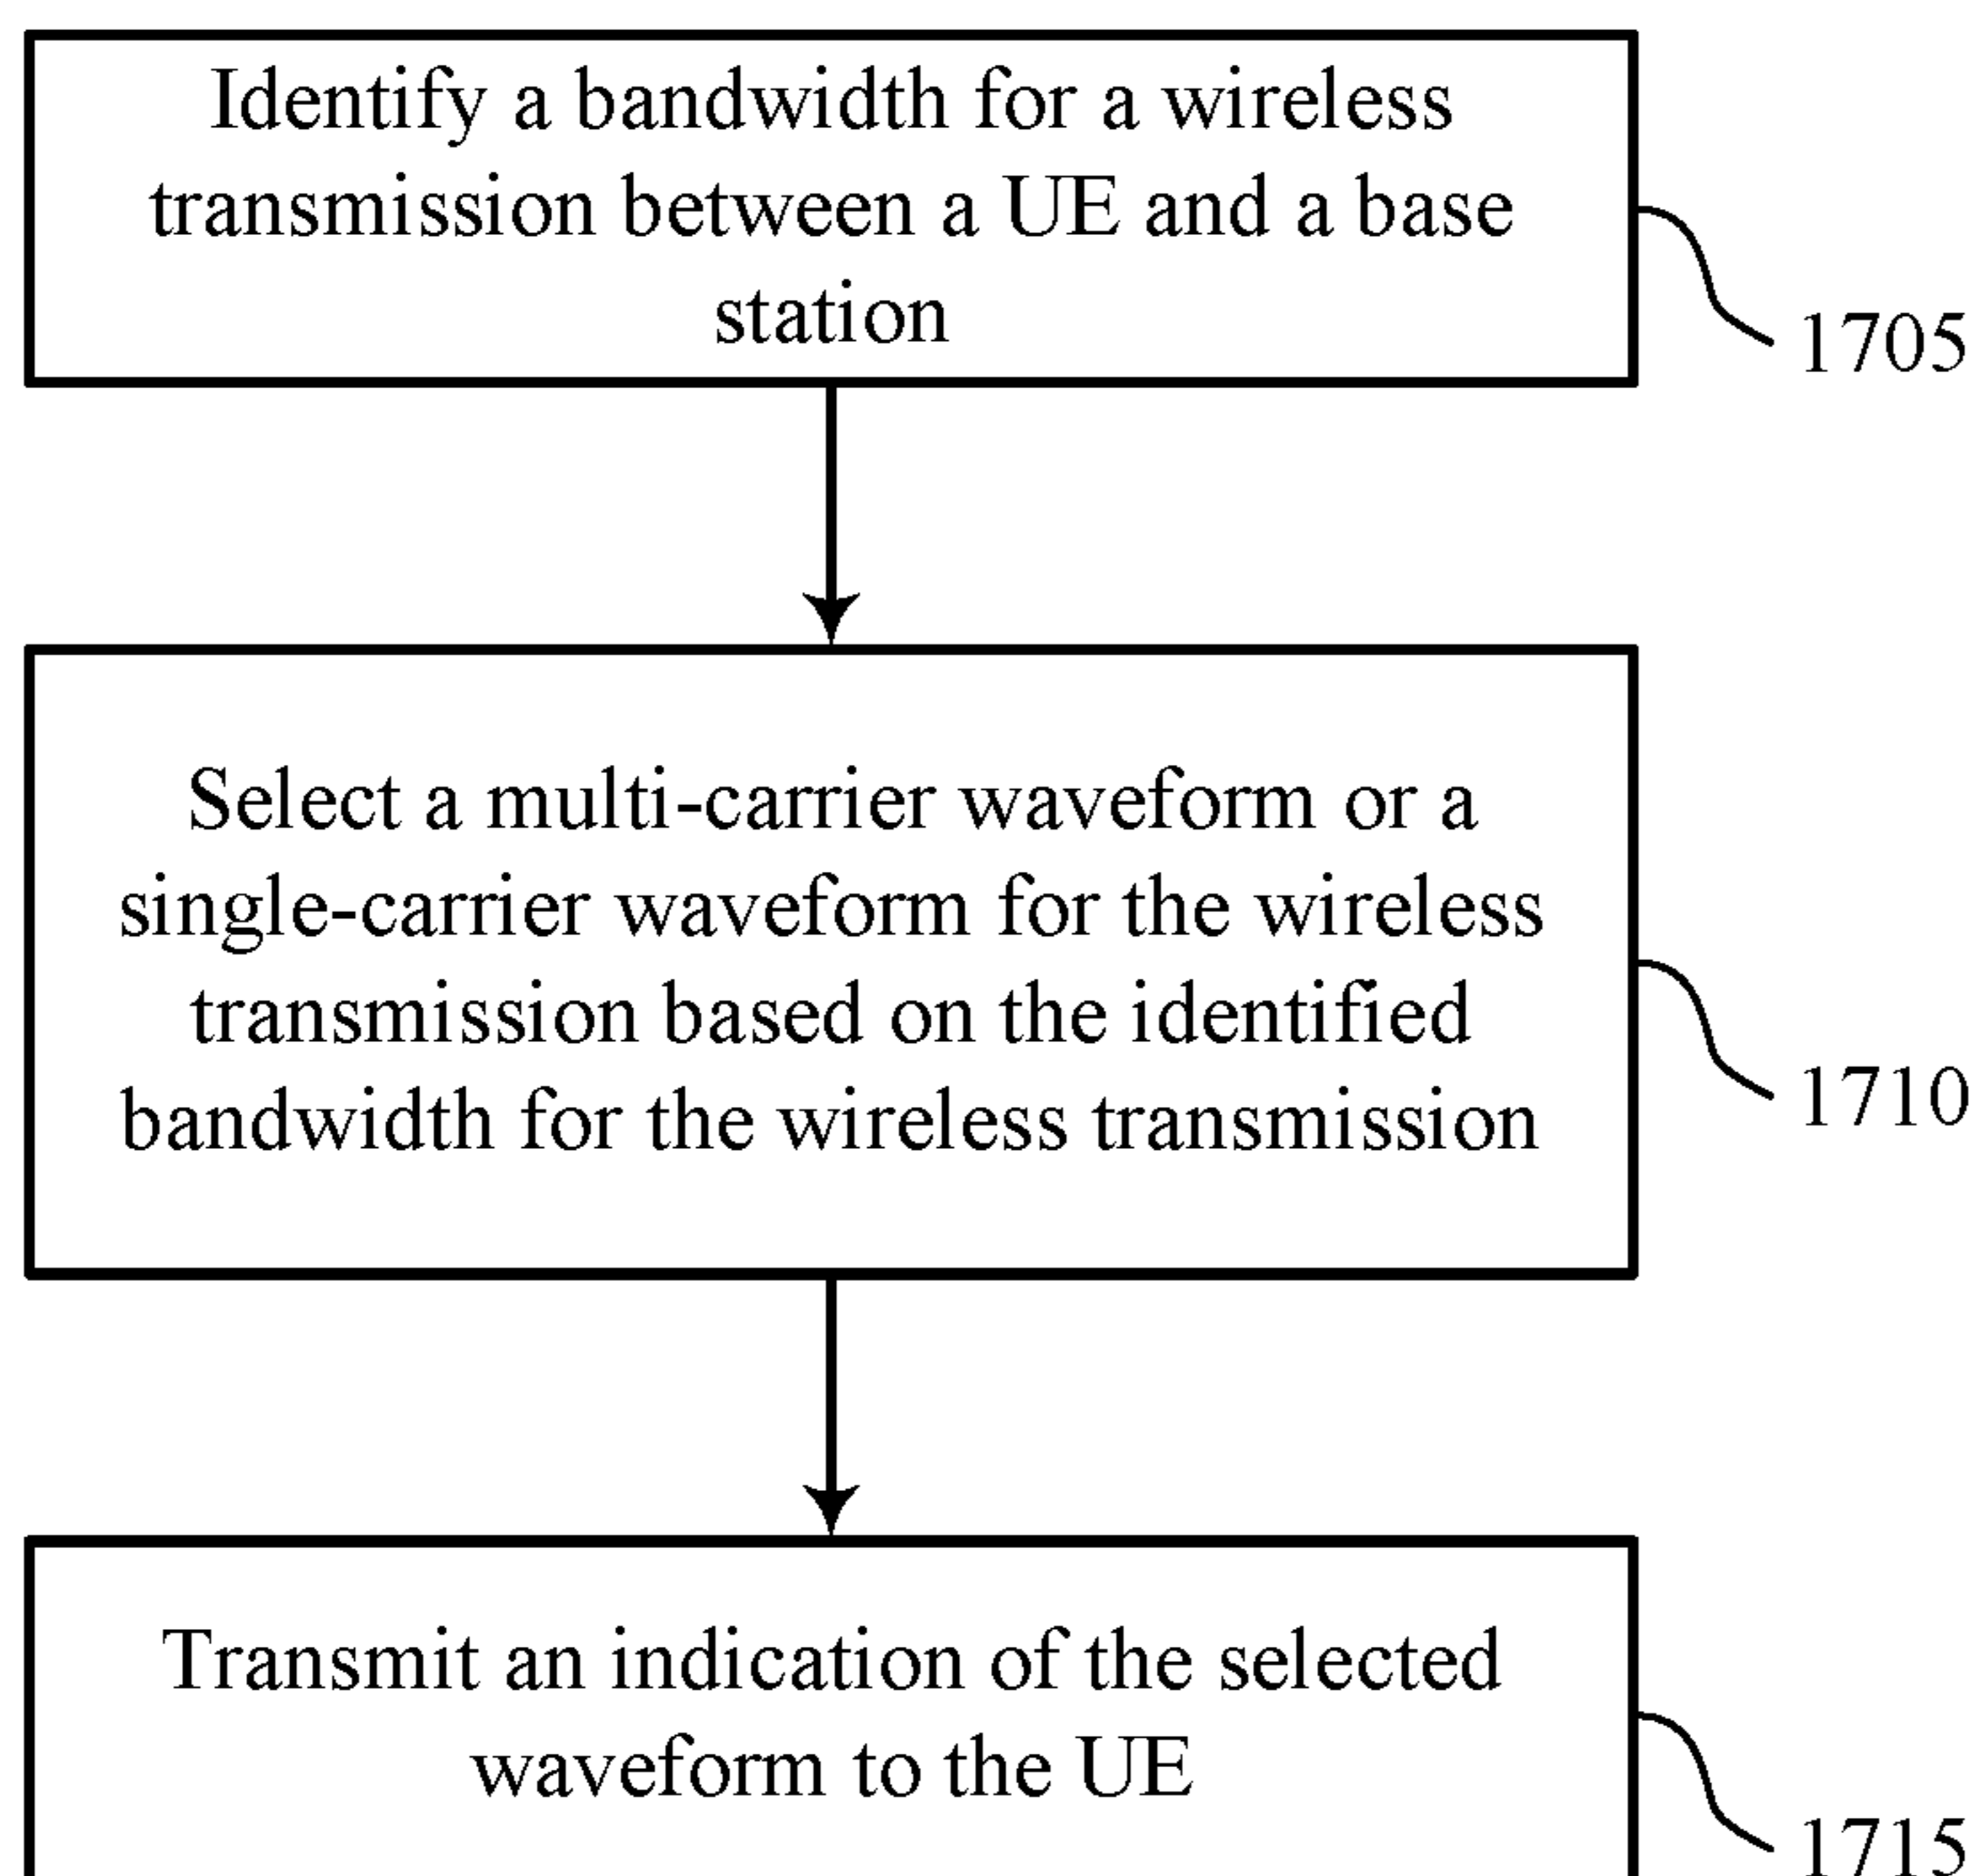 Identify a bandwidth for a wireless
transmission between a UE and a base
station
1705
Select a multi-carrier waveform or a
single-carrier waveform for the wireless
transmission based on the identified
bandwidth for the wireless transmission
1710
Transmit an indication of the selected
waveform to the UE
1715